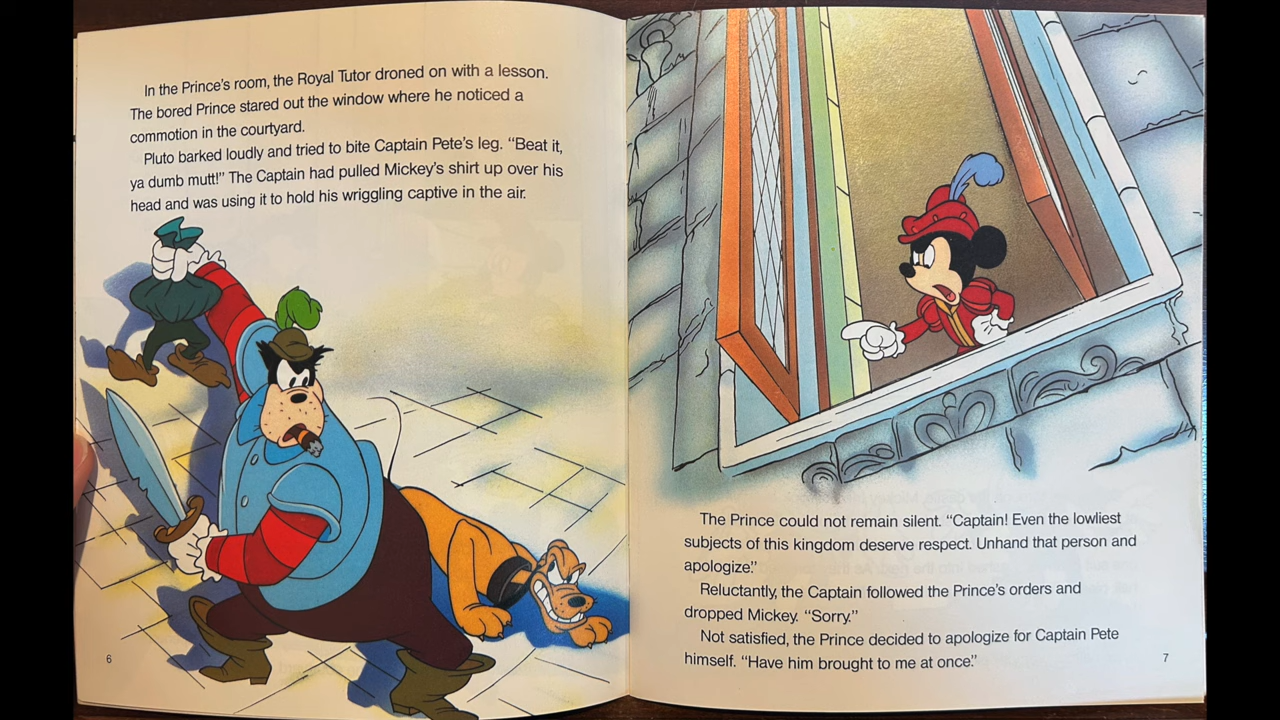 In the Prince's room, the Royal Tutor droned on with a lesson.
The bored Prince stared out the window where he noticed a
commotion in the courtyard.
Pluto barked loudly and tried to bite Captain Pete's leg. “Beat it,
ya dumb mutt!” The Captain had pulled Mickey's shirt up over his
head and was using it to hold his wriggling captive in the air.
6
The Prince could not remain silent. “Captain! Even the lowliest
subjects of this kingdom deserve respect. Unhand that person and
apologize.”
Reluctantly, the Captain followed the Prince's orders and
dropped Mickey. “Sorry.”
Not satisfied, the Prince decided to apologize for Captain Pete
himself. “Have him brought to me at once.”
7